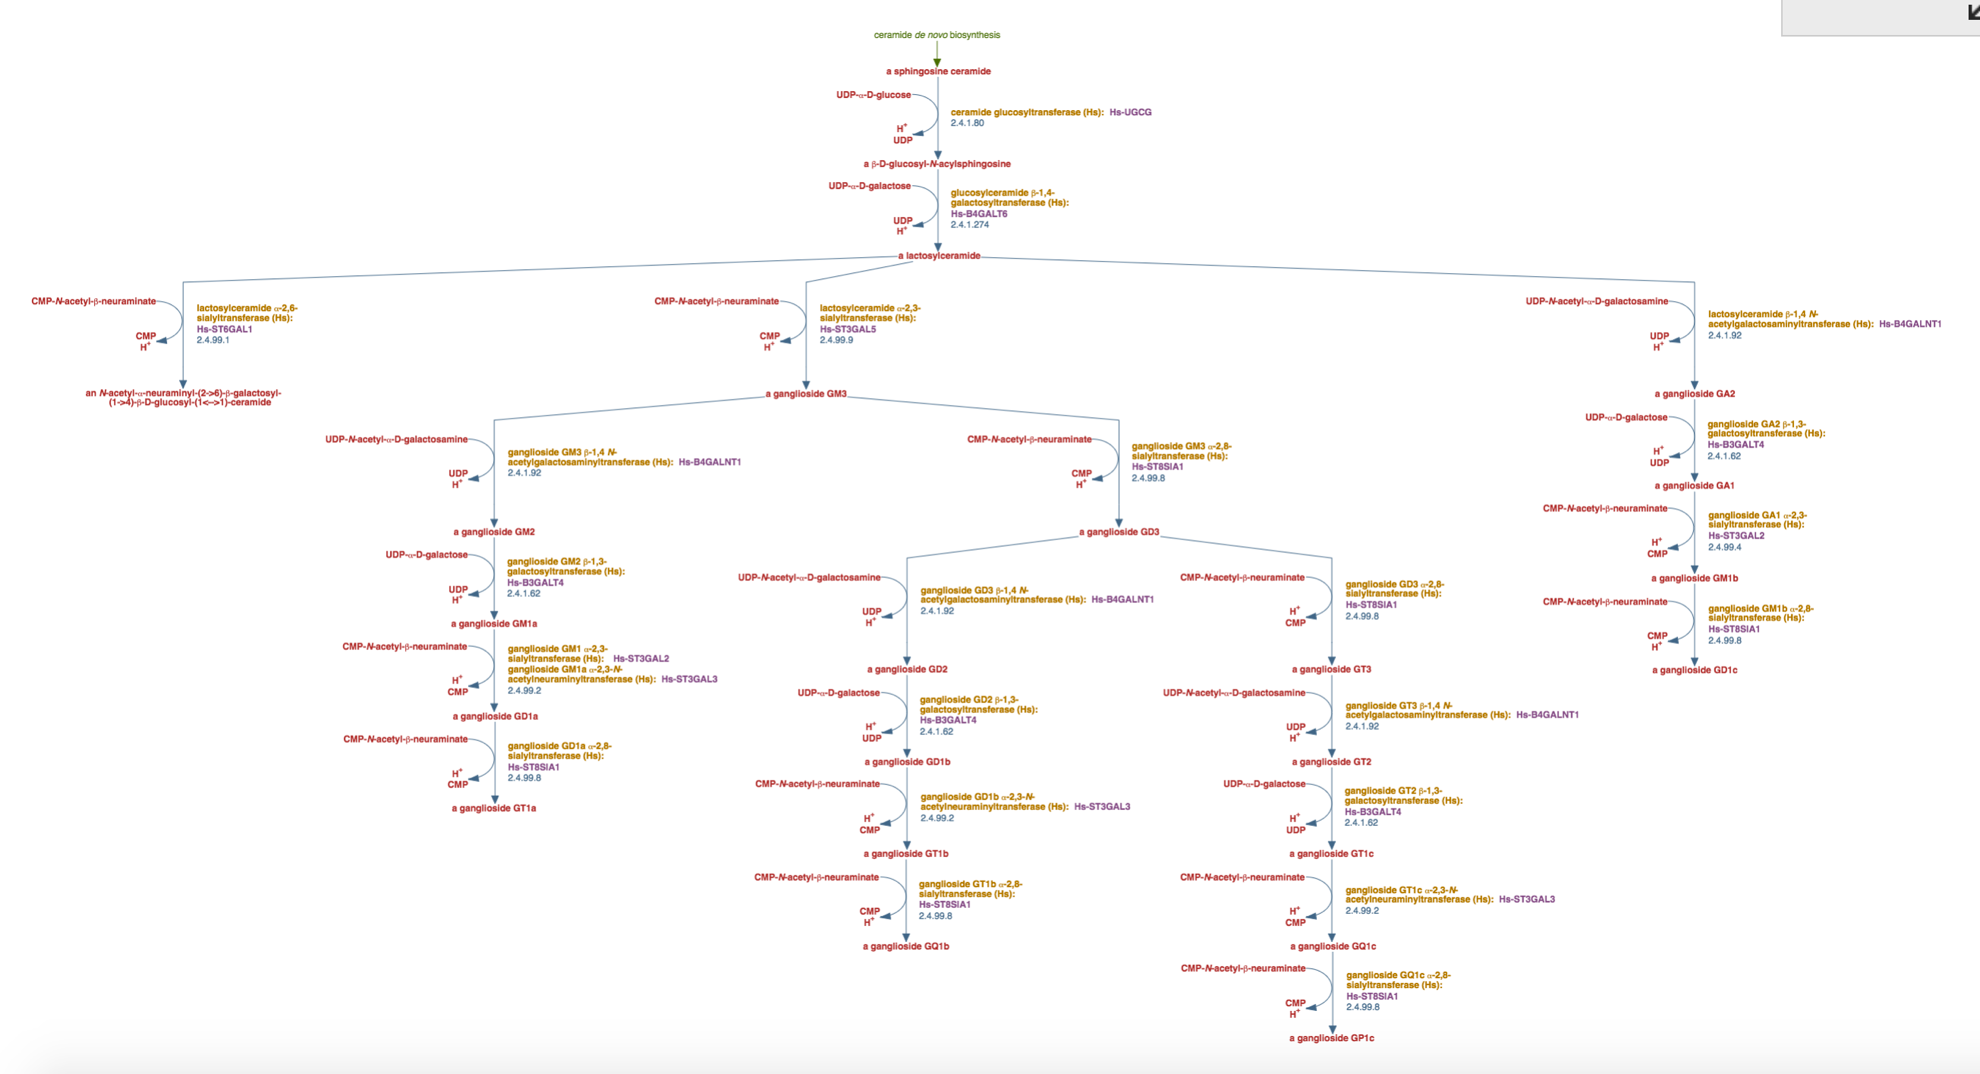 ceramide de novo biosynthesis
a sphingosine ceramide
UDP-α-D-glucose
ceramide glucosyltransferase (Hs): Hs-UGCG
2.4.1.80
H+
UDP
a β-D-glucosyl-N-acylsphingosine
UDP-α-D-galactose
glucosylceramide β-1,4-
galactosyltransferase (Hs):
Hs-B4GALT6
2.4.1.274
UDP
H+
a lactosylceramide
CMP-N-acetyl-β-neuraminate
lactosylceramide α-2,6-
sialyltransferase (Hs):
Hs-ST6GAL1
2.4.99.1
CMP
H+
an N-acetyl-α-neuraminyl-(2->6)-β-galactosyl-
(1->4)-β-D-glucosyl-(1<->1)-ceramide
CMP-N-acetyl-β-neuraminate
lactosylceramide α-2,3-
sialyltransferase (Hs):
Hs-ST3GAL5
2.4.99.9
CMP
H+
a ganglioside GM3
UDP-N-acetyl-α-D-galactosamine
ganglioside GM3 β-1,4 N-
acetylgalactosaminyltransferase (Hs): Hs-B4GALNT1
2.4.1.92
UDP
H+
a ganglioside GM2
UDP-α-D-galactose
ganglioside GM2 β-1,3-
galactosyltransferase (Hs):
Hs-B3GALT4
2.4.1.62
UDP
H+
a ganglioside GM1a
CMP-N-acetyl-β-neuraminate
ganglioside GM1 α-2,3-
sialyltransferase (Hs): Hs-ST3GAL2
ganglioside GM1a α-2,3-N-
acetylneuraminyltransferase (Hs): Hs-ST3GAL3
2.4.99.2
H+
CMP
a ganglioside GD1a
CMP-N-acetyl-β-neuraminate
ganglioside GD1a α-2,8-
sialyltransferase (Hs):
Hs-ST8SIA1
2.4.99.8
H+
CMP
a ganglioside GT1a
CMP-N-acetyl-β-neuraminate
ganglioside GM3 α-2,8-
sialyltransferase (Hs):
Hs-ST8SIA1
2.4.99.8
CMP
H+
a ganglioside GD3
UDP-N-acetyl-α-D-galactosamine
ganglioside GD3 β-1,4 N-
acetylgalactosaminyltransferase (Hs): Hs-B4GALNT1
2.4.1.92
UDP
H+
a ganglioside GD2
UDP-α-D-galactose
ganglioside GD2 β-1,3-
galactosyltransferase (Hs):
Hs-B3GALT4
2.4.1.62
H+
UDP
a ganglioside GD1b
CMP-N-acetyl-β-neuraminate
ganglioside GD1b α-2,3-N-
acetylneuraminyltransferase (Hs): Hs-ST3GAL3
2.4.99.2
H+
CMP
a ganglioside GT1b
CMP-N-acetyl-β-neuraminate
ganglioside GT1b α-2,8-
sialyltransferase (Hs):
Hs-ST8SIA1
2.4.99.8
CMP
H+
a ganglioside GQ1b
CMP-N-acetyl-β-neuraminate
ganglioside GD3 α-2,8-
sialyltransferase (Hs):
Hs-ST8SIA1
2.4.99.8
H+
CMP
a ganglioside GT3
UDP-N-acetyl-α-D-galactosamine
ganglioside GT3 β-1,4 N-
acetylgalactosaminyltransferase (Hs): Hs-B4GALNT1
2.4.1.92
UDP
H+
a ganglioside GT2
UDP-α-D-galactose
ganglioside GT2 β-1,3-
galactosyltransferase (Hs):
Hs-B3GALT4
2.4.1.62
H+
UDP
a ganglioside GT1c
CMP-N-acetyl-β-neuraminate
ganglioside GT1c α-2,3-N-
acetylneuraminyltransferase (Hs): Hs-ST3GAL3
2.4.99.2
H+
CMP
a ganglioside GQ1c
CMP-N-acetyl-β-neuraminate
ganglioside GQ1c α-2,8-
sialyltransferase (Hs):
Hs-ST8SIA1
2.4.99.8
CMP
H+
a ganglioside GP1c
UDP-N-acetyl-α-D-galactosamine
lactosylceramide β-1,4 N-
acetylgalactosaminyltransferase (Hs): Hs-B4GALNT1
2.4.1.92
UDP
H+
a ganglioside GA2
UDP-α-D-galactose
ganglioside GA2 β-1,3-
galactosyltransferase (Hs):
Hs-B3GALT4
2.4.1.62
H+
UDP
a ganglioside GA1
CMP-N-acetyl-β-neuraminate
ganglioside GA1 α-2,3-
sialyltransferase (Hs):
Hs-ST3GAL2
2.4.99.4
H+
CMP
a ganglioside GM1b
CMP-N-acetyl-β-neuraminate
ganglioside GM1b α-2,8-
sialyltransferase (Hs):
Hs-ST8SIA1
2.4.99.8
CMP
H+
a ganglioside GD1c